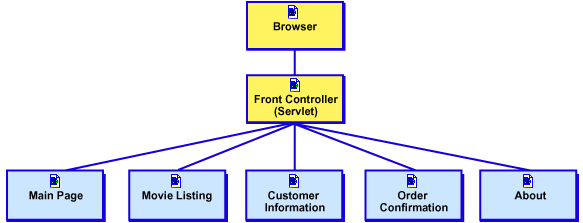 Browser
Front Controller
(Servlet)
Main Page
Movie Listing
Customer
Information
Order
Confirmation
About